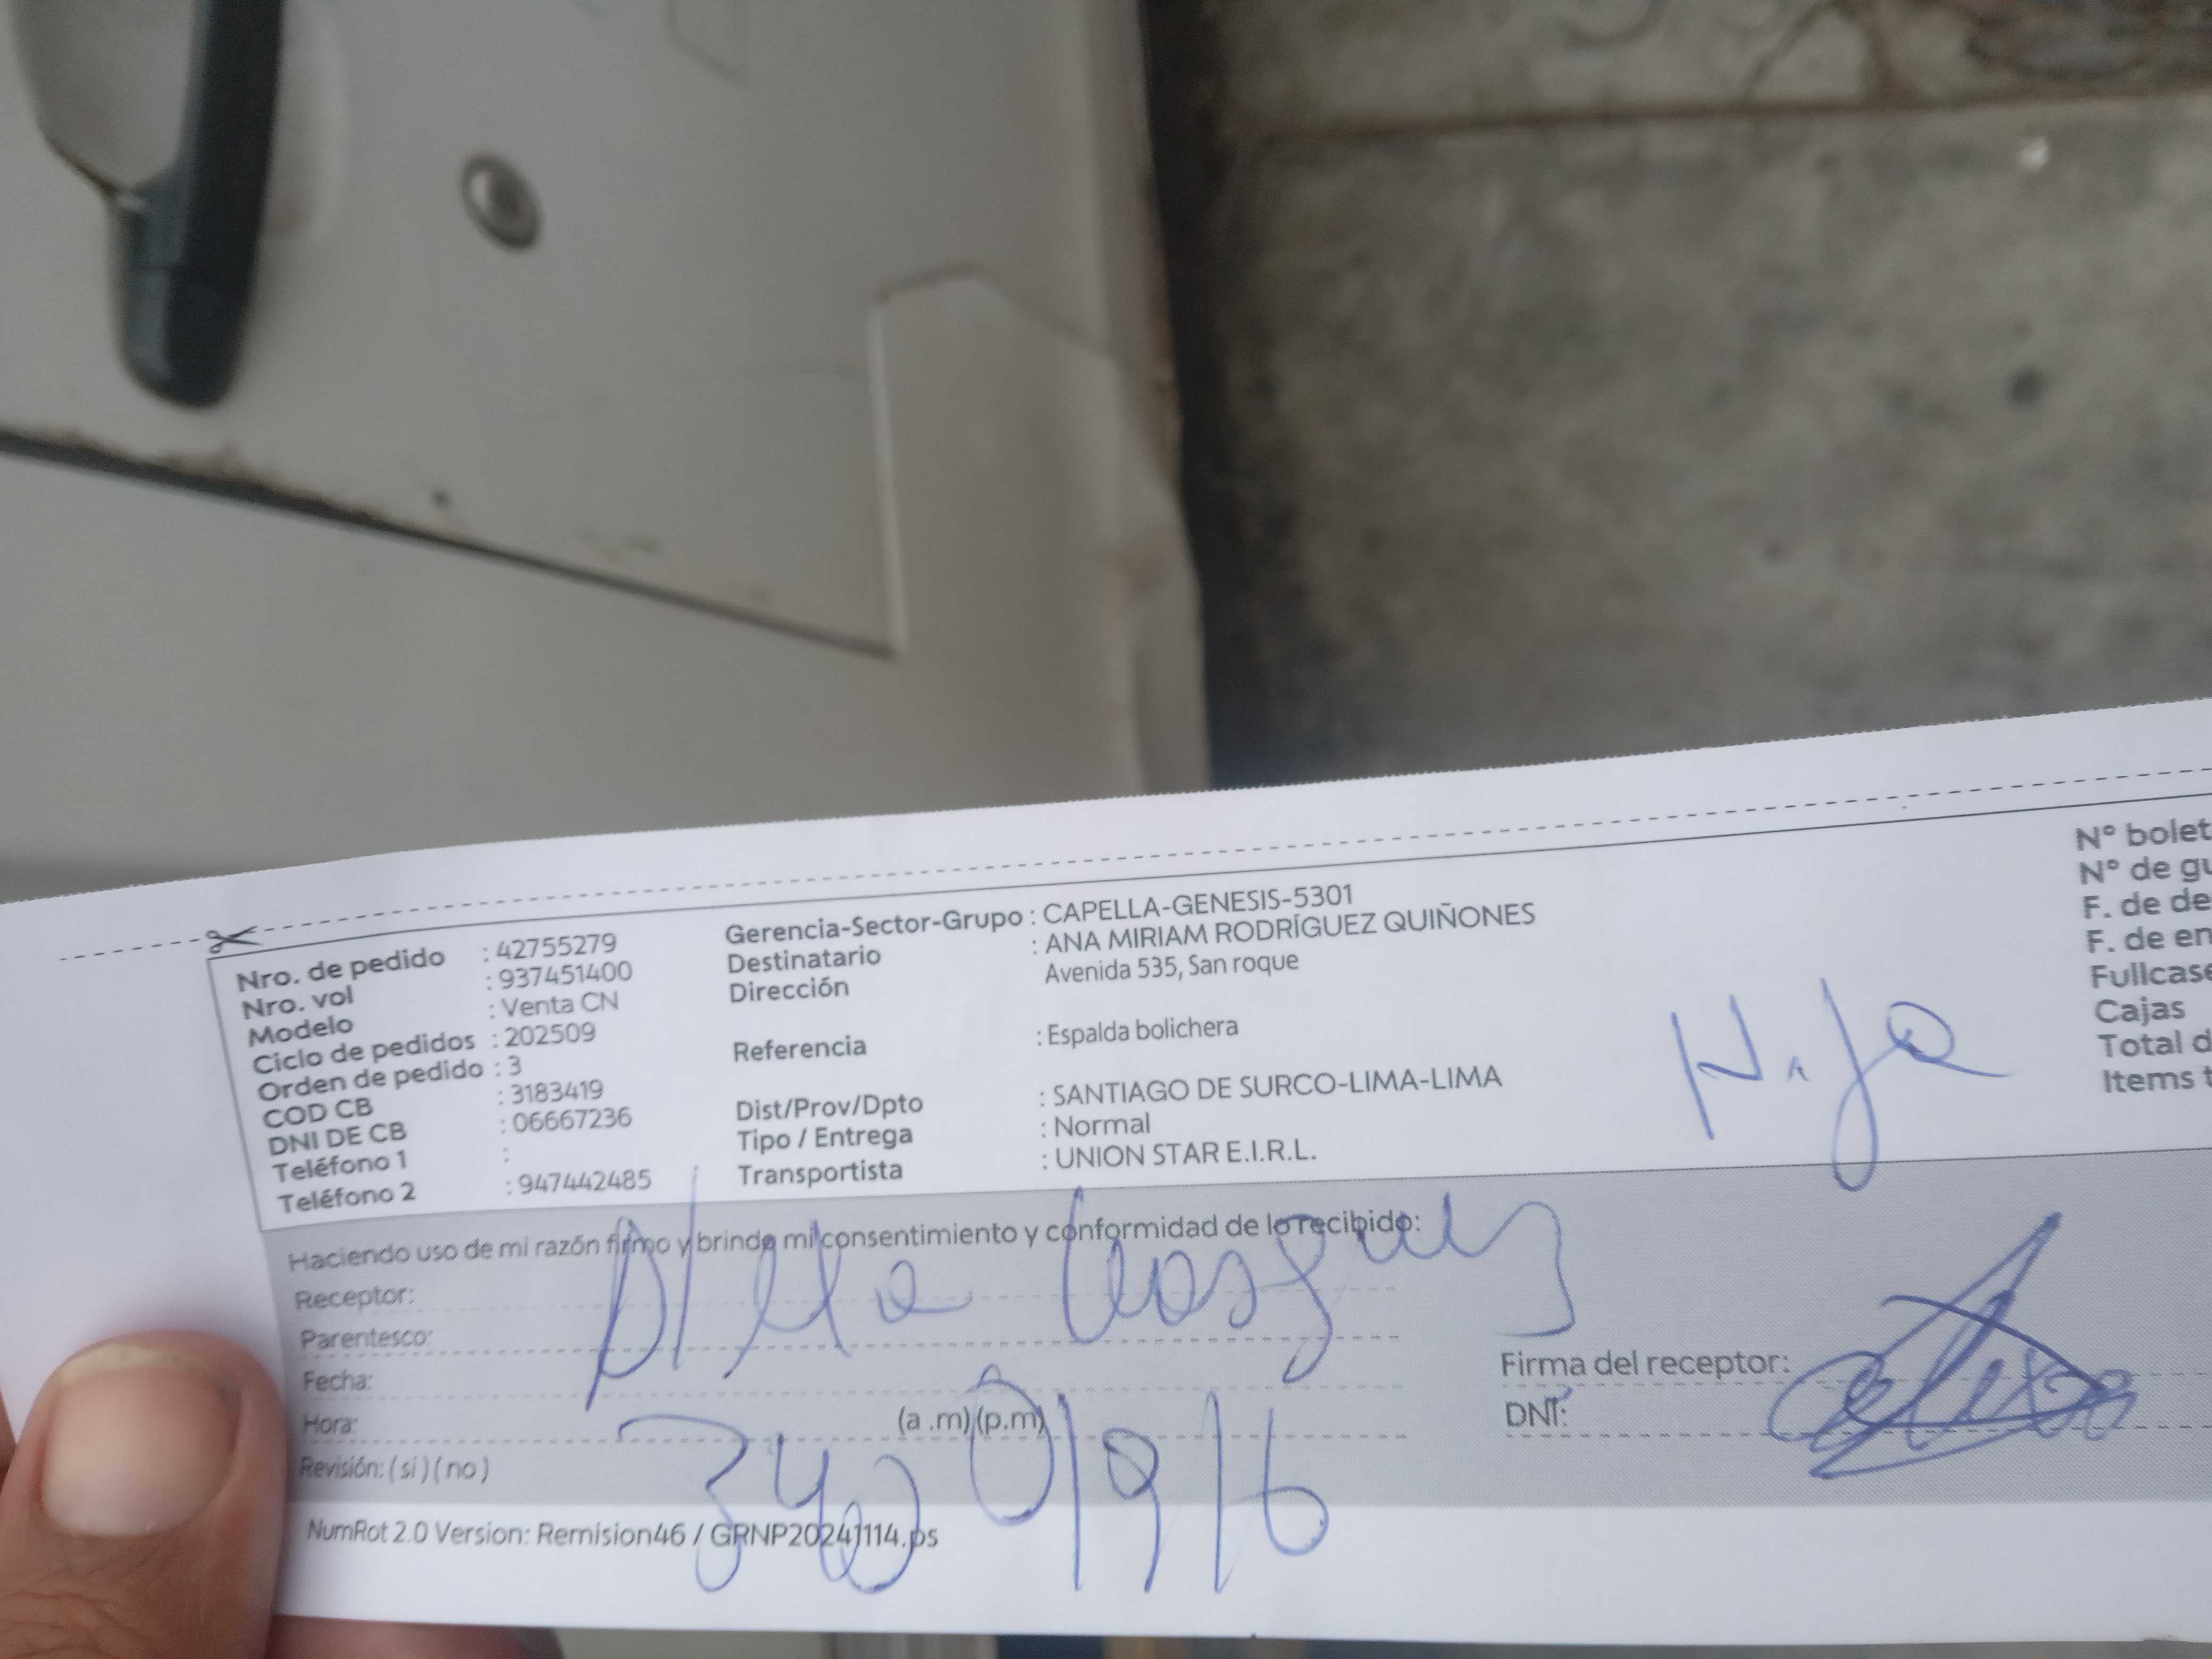 Nro. de pedido : 42755279
Nro. vol : 937451400
Modelo : Venta CN
Ciclo de pedidos : 202509
Orden de pedido : 3
COD CB : 3183419
DNI DE CB : 06667236
Teléfono 1 :
Teléfono 2 : 947442485
Gerencia-Sector-Grupo : CAPELLA-GENESIS-5301
Destinatario : ANA MIRIAM RODRÍGUEZ QUIÑONES
Dirección Avenida 535, San roque
Referencia : Espalda bolichera
Dist/Prov/Dpto : SANTIAGO DE SURCO-LIMA-LIMA
Tipo / Entrega : Normal
Transportista : UNION STAR E.I.R.L.
Hija
Nº bolet
Nº de gu
F. de de
F. de en
Fullcase
Cajas
Total d
Items t
Haciendo uso de mi razón firmo y brindo mi consentimiento y conformidad de lo recibido:
Receptor:
Parentesco:
Fecha:
Hora: (a .m) (p.m)
Revisión: ( sí ) ( no )
Firma del receptor:
DNI:
NumRot 2.0 Version: Remision46 / GRNP20241114.ps